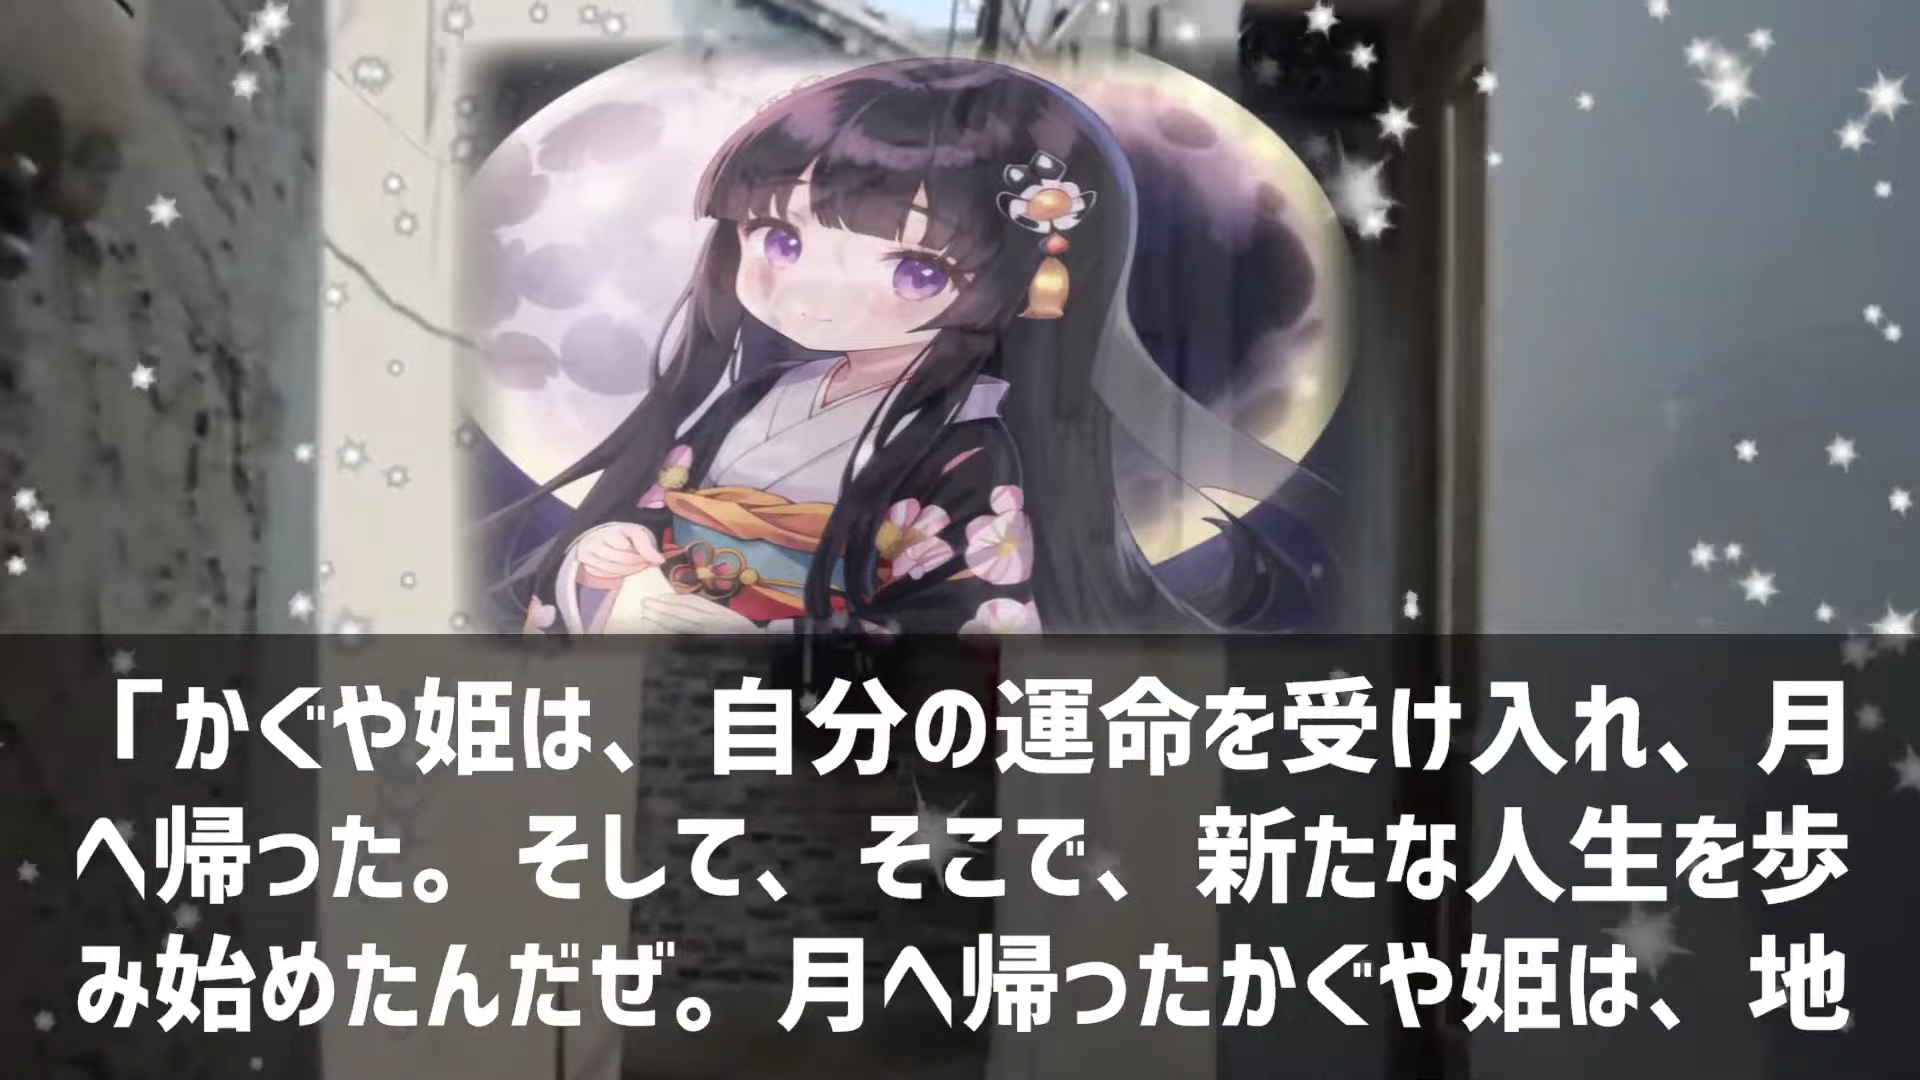 「かぐや姫は、自分の運命を受け入れ、月
へ帰った。そして、そこで、新たな人生を歩
み始めたんだぜ。月へ帰ったかぐや姫は、地